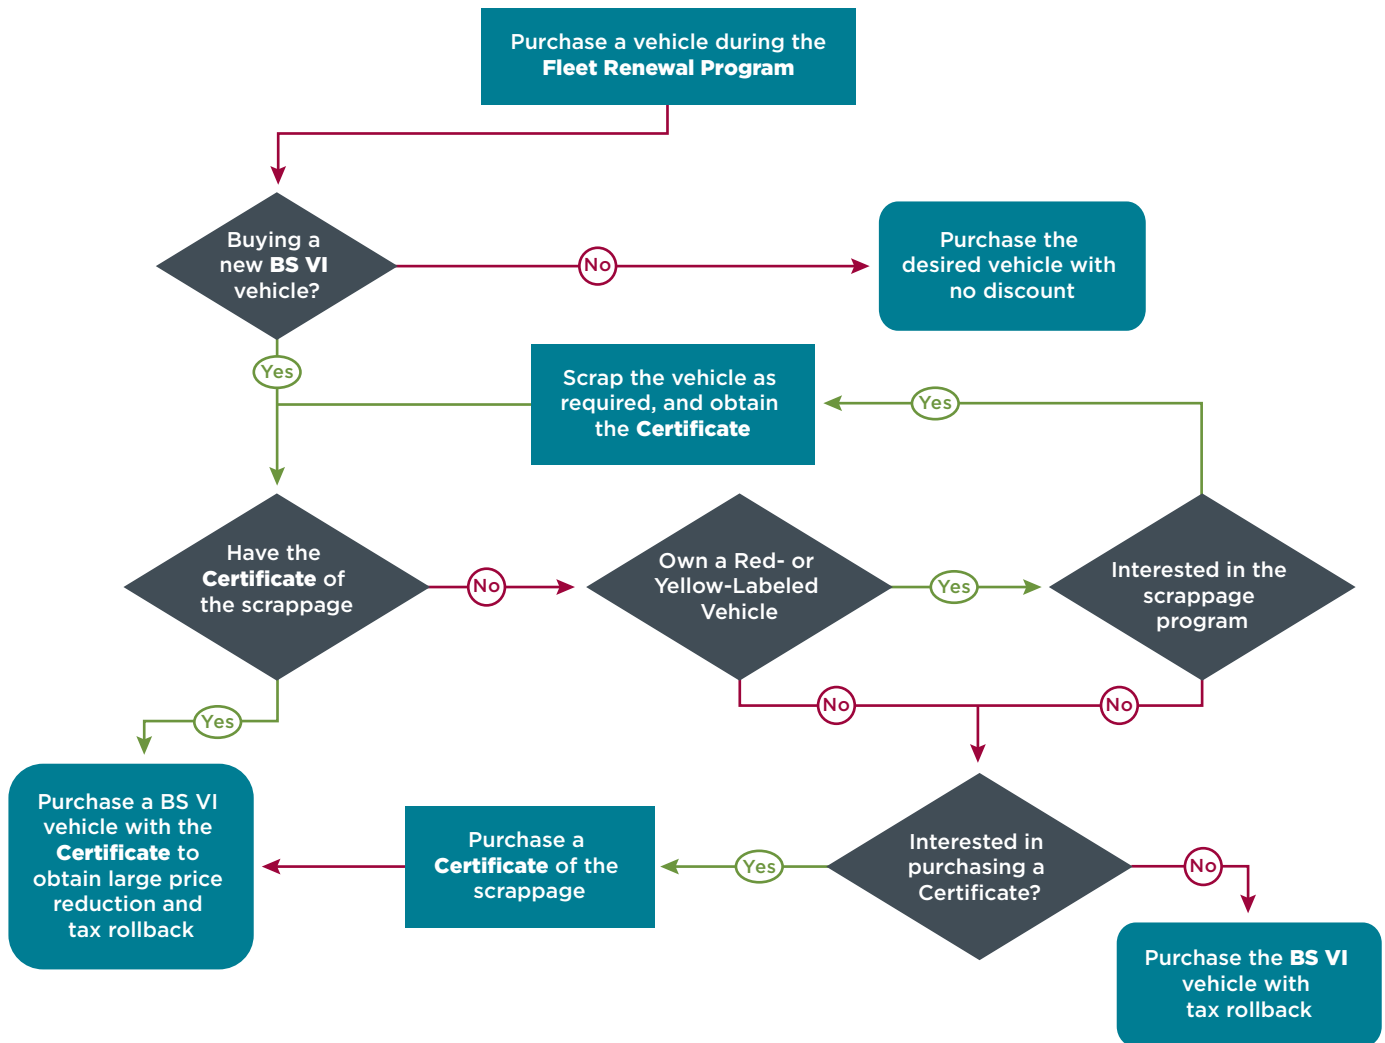 Purchase a vehicle during the
Fleet Renewal Program
Buying a
new BS VI
vehicle?
No
Purchase the
desired vehicle with
no discount
Yes
Scrap the vehicle as
required, and obtain
the Certificate
Yes
Have the
Certificate of
the scrappage
No
Own a Red- or
Yellow-Labeled
Vehicle
Yes
Interested in the
scrappage
program
Yes
No
No
Purchase a BS VI
vehicle with the
Certificate to
obtain large price
reduction and
tax rollback
Purchase a
Certificate of the
scrappage
Yes
Interested in
purchasing a
Certificate?
No
Purchase the BS VI
vehicle with
tax rollback